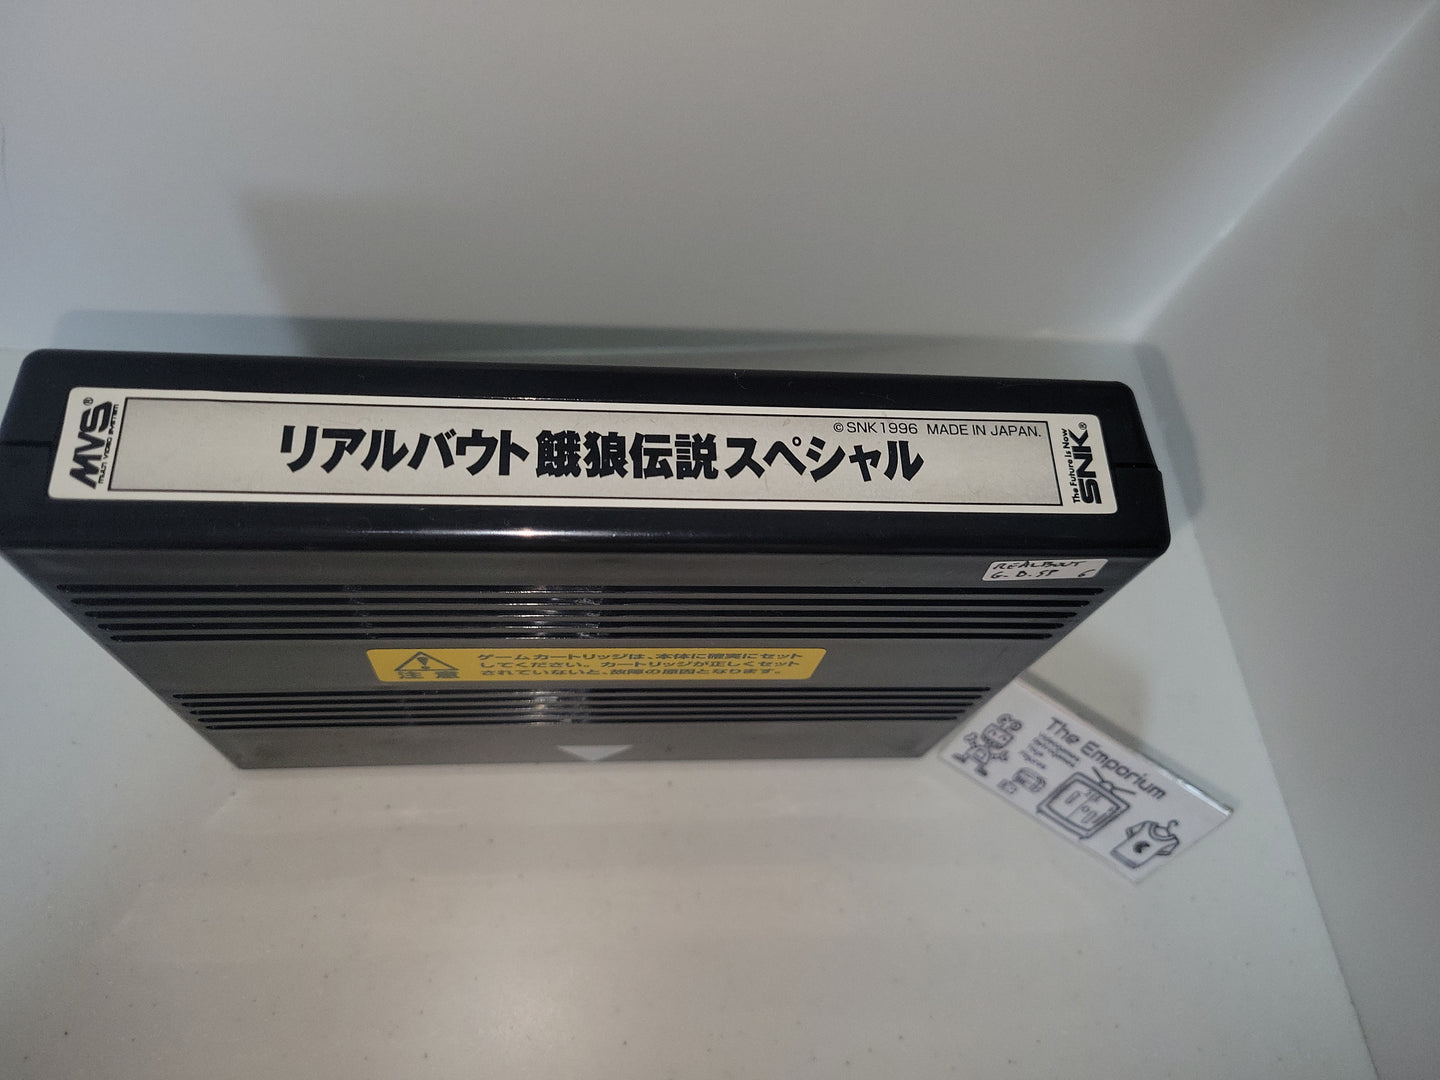 MVS®
MULTI VIDEO SYSTEM
©SNK 1996 MADE IN JAPAN.
リアルバウト餓狼伝説スペシャル
The Future is Now
SNK®
REALBOUT
G. D. SP 6
注意
ゲームカートリッジは、本体に確実にセット
してください。カートリッジが正しくセット
されていないと、故障の原因となります。
The Emporium